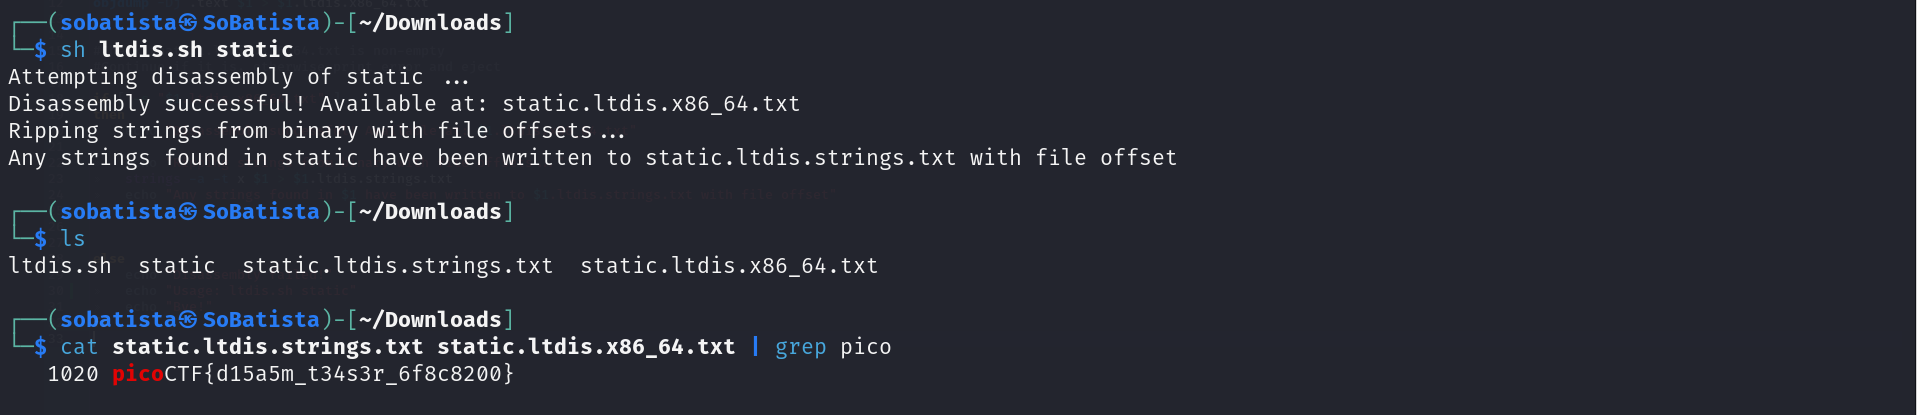 ┌──(sobatista㉿SoBatista)-[~/Downloads]
└─$ sh ltdis.sh static
Attempting disassembly of static ...
Disassembly successful! Available at: static.ltdis.x86_64.txt
Ripping strings from binary with file offsets...
Any strings found in static have been written to static.ltdis.strings.txt with file offset
┌──(sobatista㉿SoBatista)-[~/Downloads]
└─$ ls
ltdis.sh  static  static.ltdis.strings.txt  static.ltdis.x86_64.txt
┌──(sobatista㉿SoBatista)-[~/Downloads]
└─$ cat static.ltdis.strings.txt static.ltdis.x86_64.txt | grep pico
1020 picoCTF{d15a5m_t34s3r_6f8c8200}